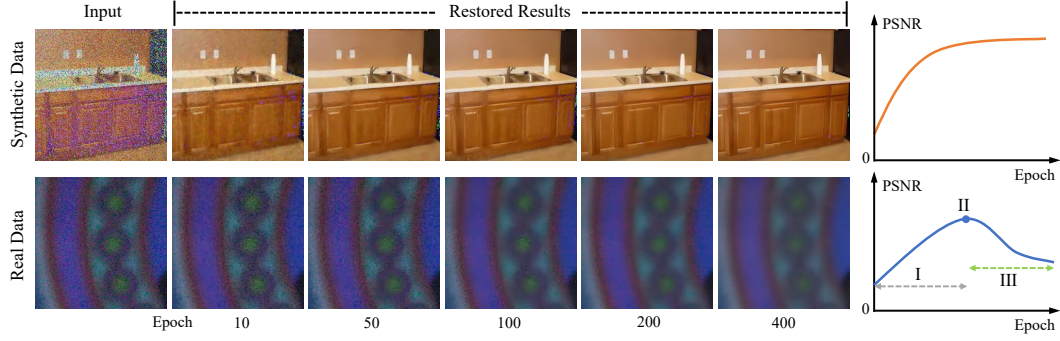 Input
Restored Results
Synthetic Data
PSNR
0
Epoch
Real Data
PSNR
II
I
III
0
Epoch
Epoch 10 50 100 200 400